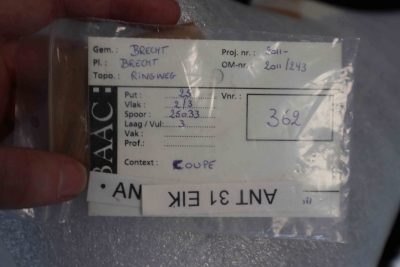 Gem.: BRECHT Proj. nr.: 2011-
Pl.: BRECHT OM-nr.: 2011/243
Topo.: RINGWEG
Put: 25 Vnr.:
Vlak: 2/3 362
Spoor: 25033
Laag / Vul: 3
Vak:
Prof.:
Context: COUPE
BAAC
AN
ANT 31 EIK